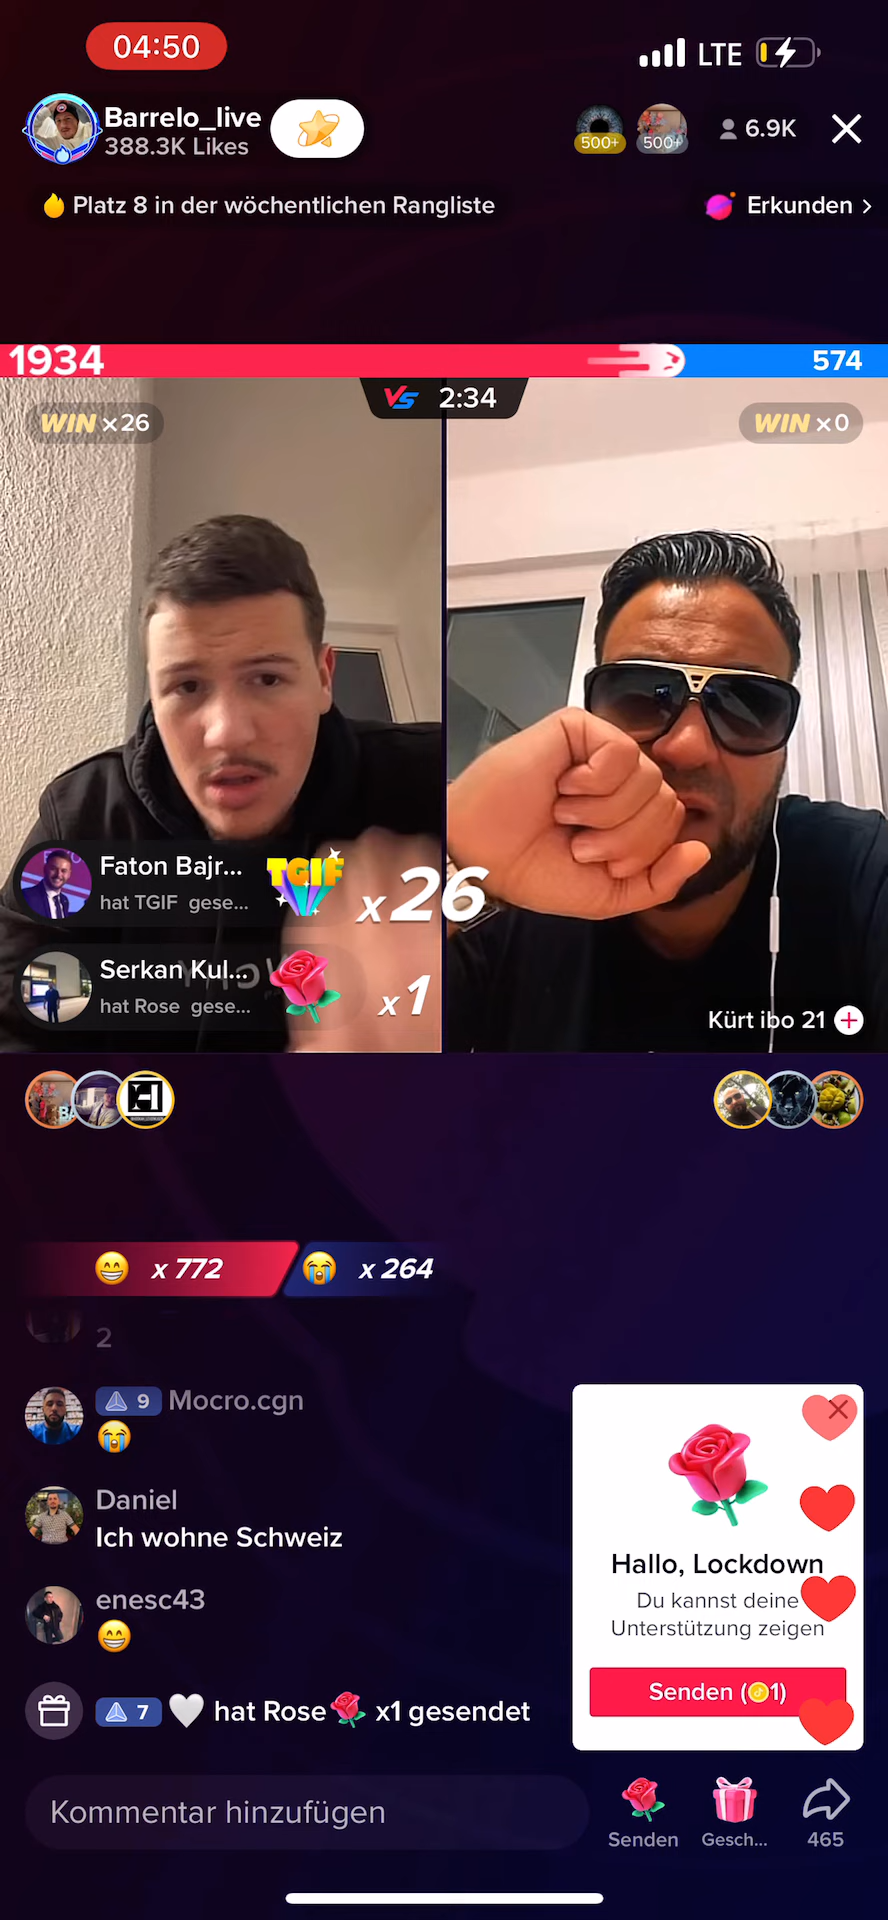 04:50
LTE
Barrelo_live
388.3K Likes
500+
500+
6.9K
Platz 8 in der wöchentlichen Rangliste
Erkunden >
1934
574
VS 2:34
WIN x26
WIN x0
Faton Bajr...
hat TGIF gese...
TGIF
x26
Serkan Kul...
hat Rose gese...
x1
Kürt ibo 21
x 772
x 264
2
9 Mocro.cgn
Daniel
Ich wohne Schweiz
enesc43
7 hat Rose x1 gesendet
Hallo, Lockdown
Du kannst deine
Unterstützung zeigen
Senden (1)
Kommentar hinzufügen
Senden
Gesch...
465